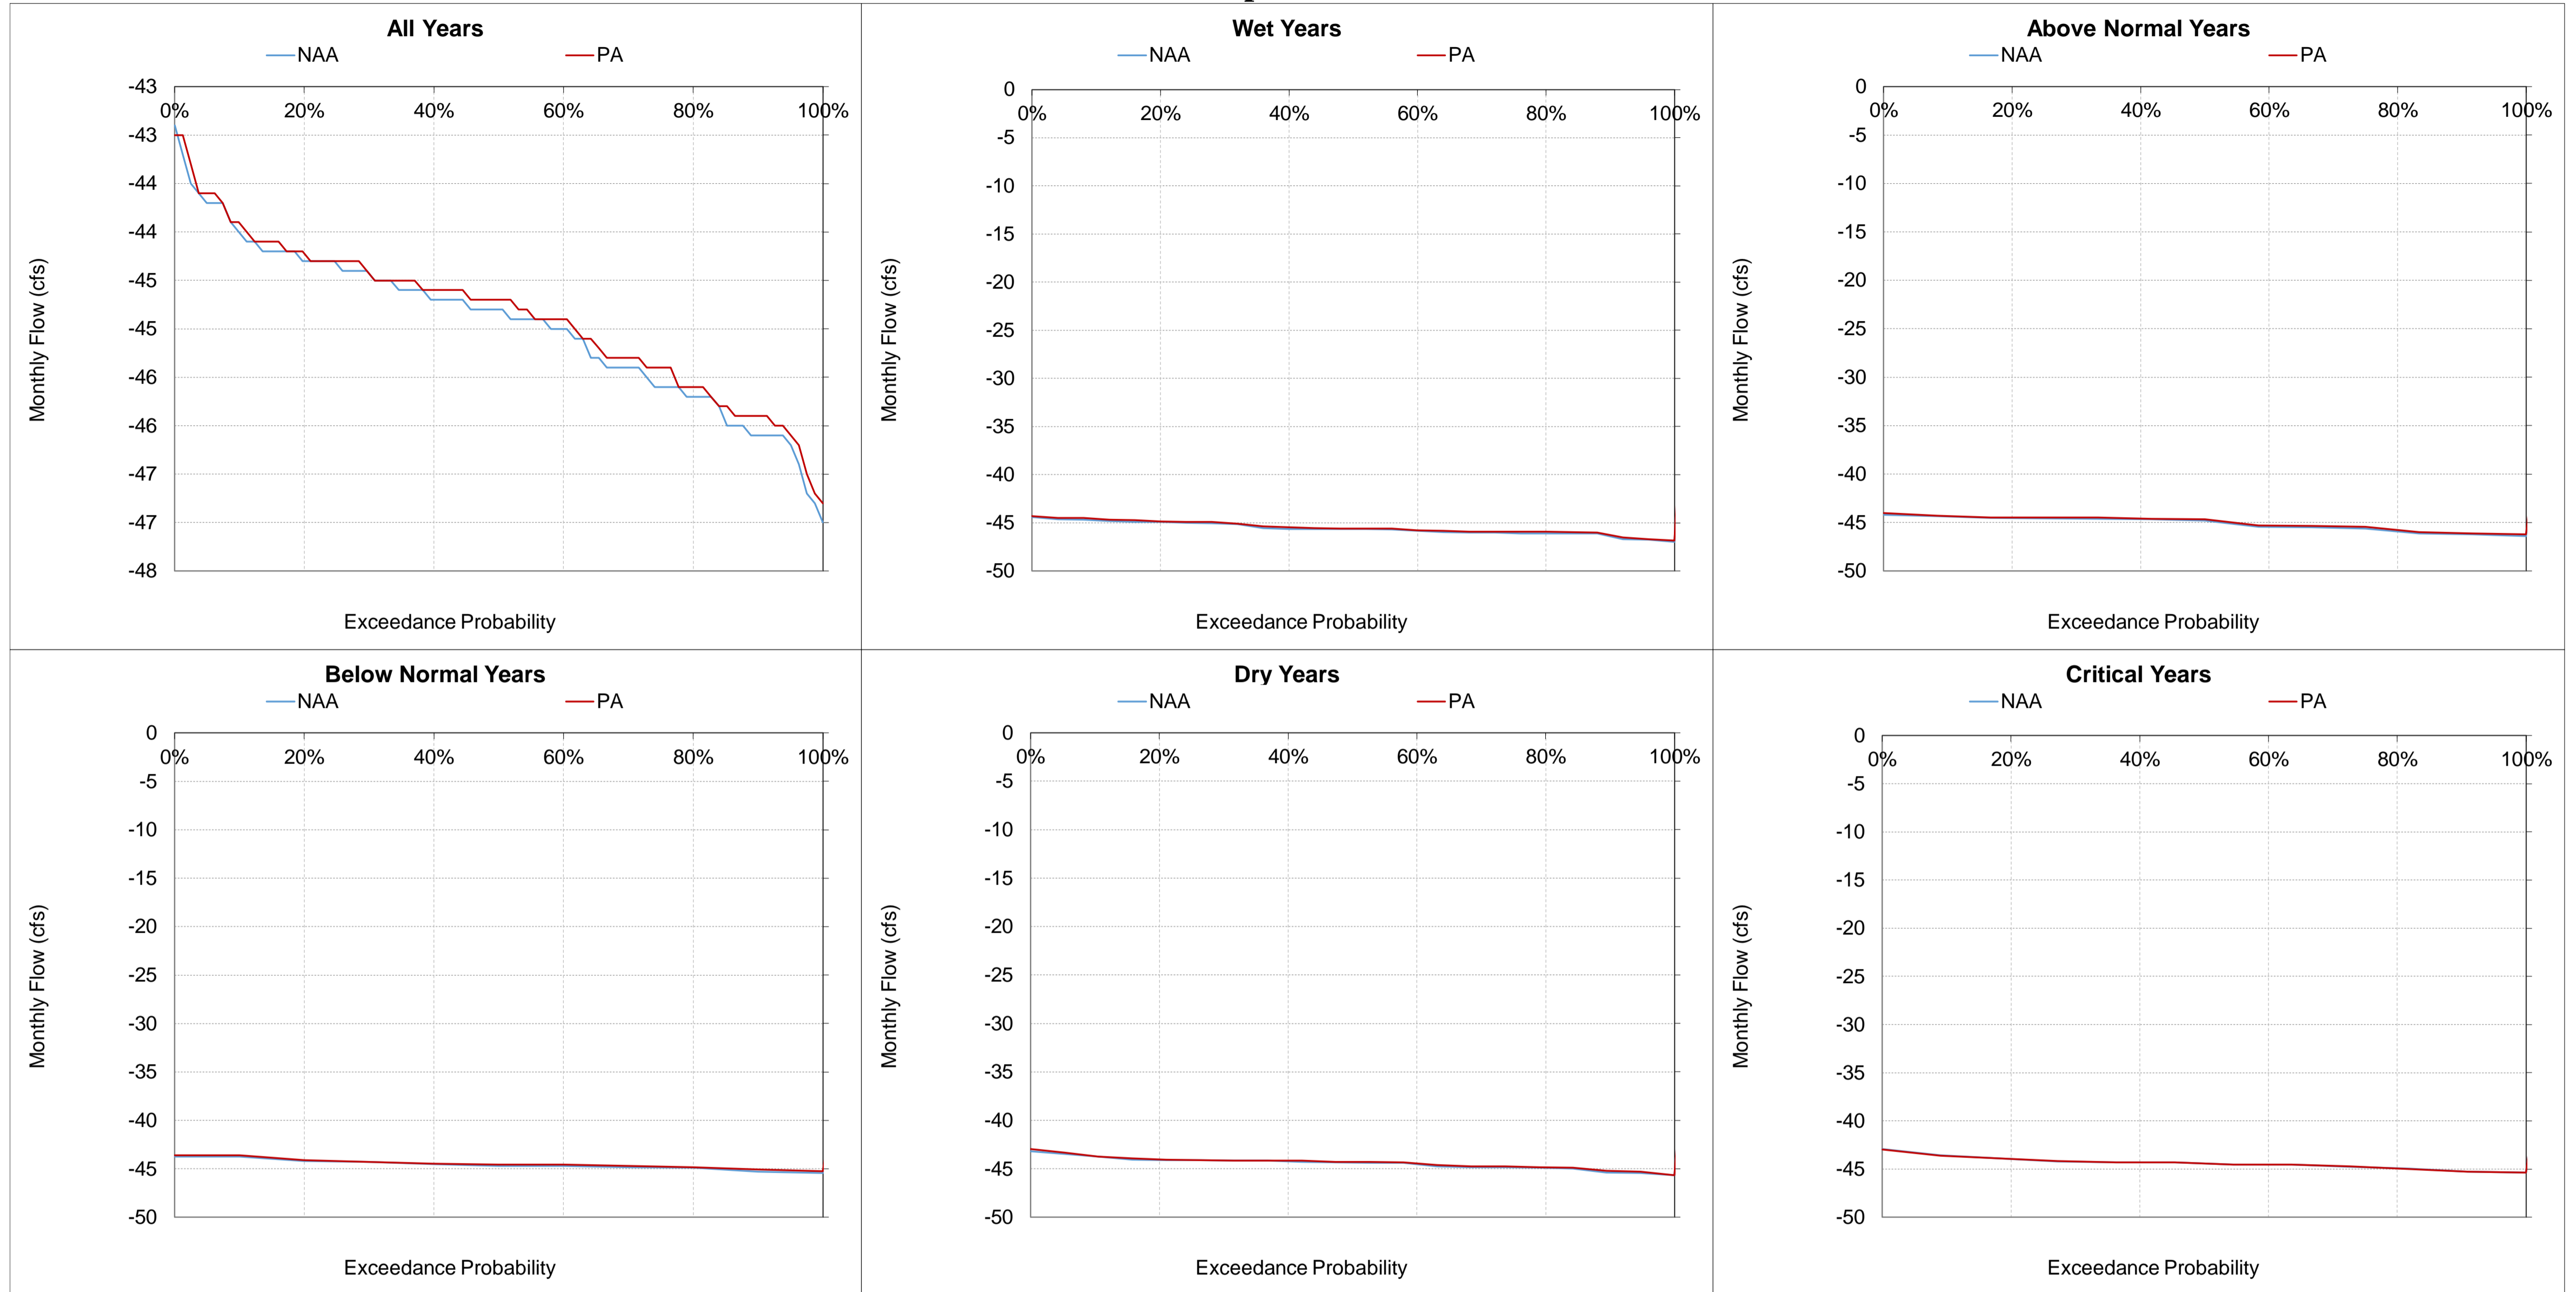 All Years
NAA PA
-43
0% 20% 40% 60% 80% 100%
-43
-44
-44
-45
-45
-46
-46
-47
-47
-48
Monthly Flow (cfs)
Exceedance Probability
Wet Years
NAA PA
0
0% 20% 40% 60% 80% 100%
-5
-10
-15
-20
-25
-30
-35
-40
-45
-50
Monthly Flow (cfs)
Exceedance Probability
Above Normal Years
NAA PA
0
0% 20% 40% 60% 80% 100%
-5
-10
-15
-20
-25
-30
-35
-40
-45
-50
Monthly Flow (cfs)
Exceedance Probability
Below Normal Years
NAA PA
0
0% 20% 40% 60% 80% 100%
-5
-10
-15
-20
-25
-30
-35
-40
-45
-50
Monthly Flow (cfs)
Exceedance Probability
Dry Years
NAA PA
0
0% 20% 40% 60% 80% 100%
-5
-10
-15
-20
-25
-30
-35
-40
-45
-50
Monthly Flow (cfs)
Exceedance Probability
Critical Years
NAA PA
0
0% 20% 40% 60% 80% 100%
-5
-10
-15
-20
-25
-30
-35
-40
-45
-50
Monthly Flow (cfs)
Exceedance Probability